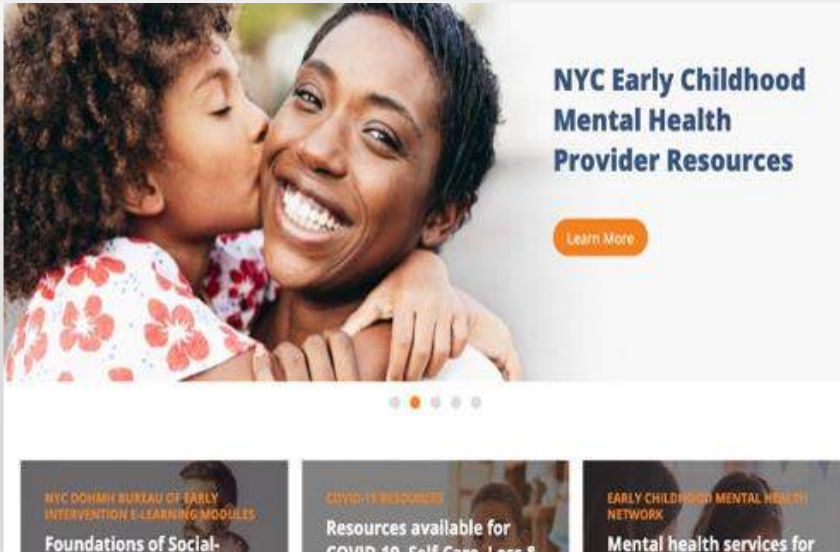 NYC Early Childhood
Mental Health
Provider Resources
Learn More
NYC DOHMH BUREAU OF EARLY
INTERVENTION E-LEARNING MODULES
Foundations of Social-
COVID-19 RESOURCES
Resources available for
COVID-19, Self Care, Loss &
EARLY CHILDHOOD MENTAL HEALTH
NETWORK
Mental health services for